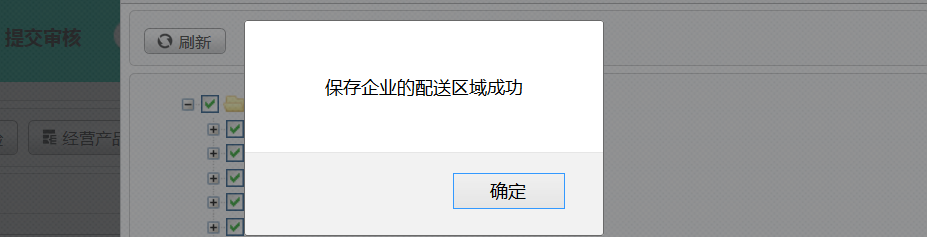 提交审核
刷新
保存企业的配送区域成功
经营产品
确定